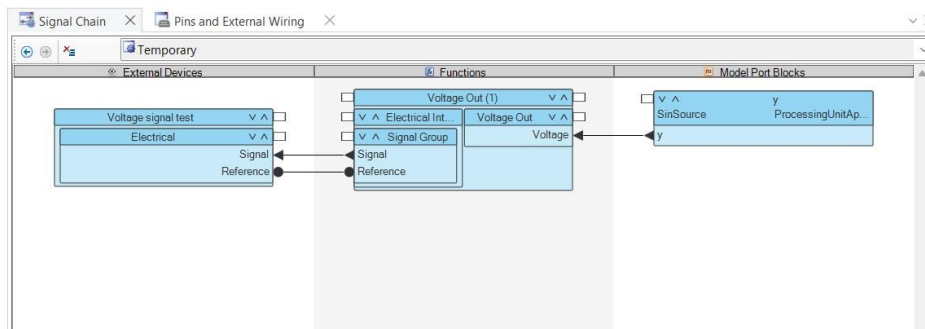 Signal Chain
Pins and External Wiring
Temporary
External Devices
Functions
Model Port Blocks
Voltage signal test
Electrical
Signal
Reference
Voltage Out (1)
Electrical Int...
Voltage Out
Signal Group
Voltage
Signal
Reference
y
SinSource ProcessingUnitAp...
y